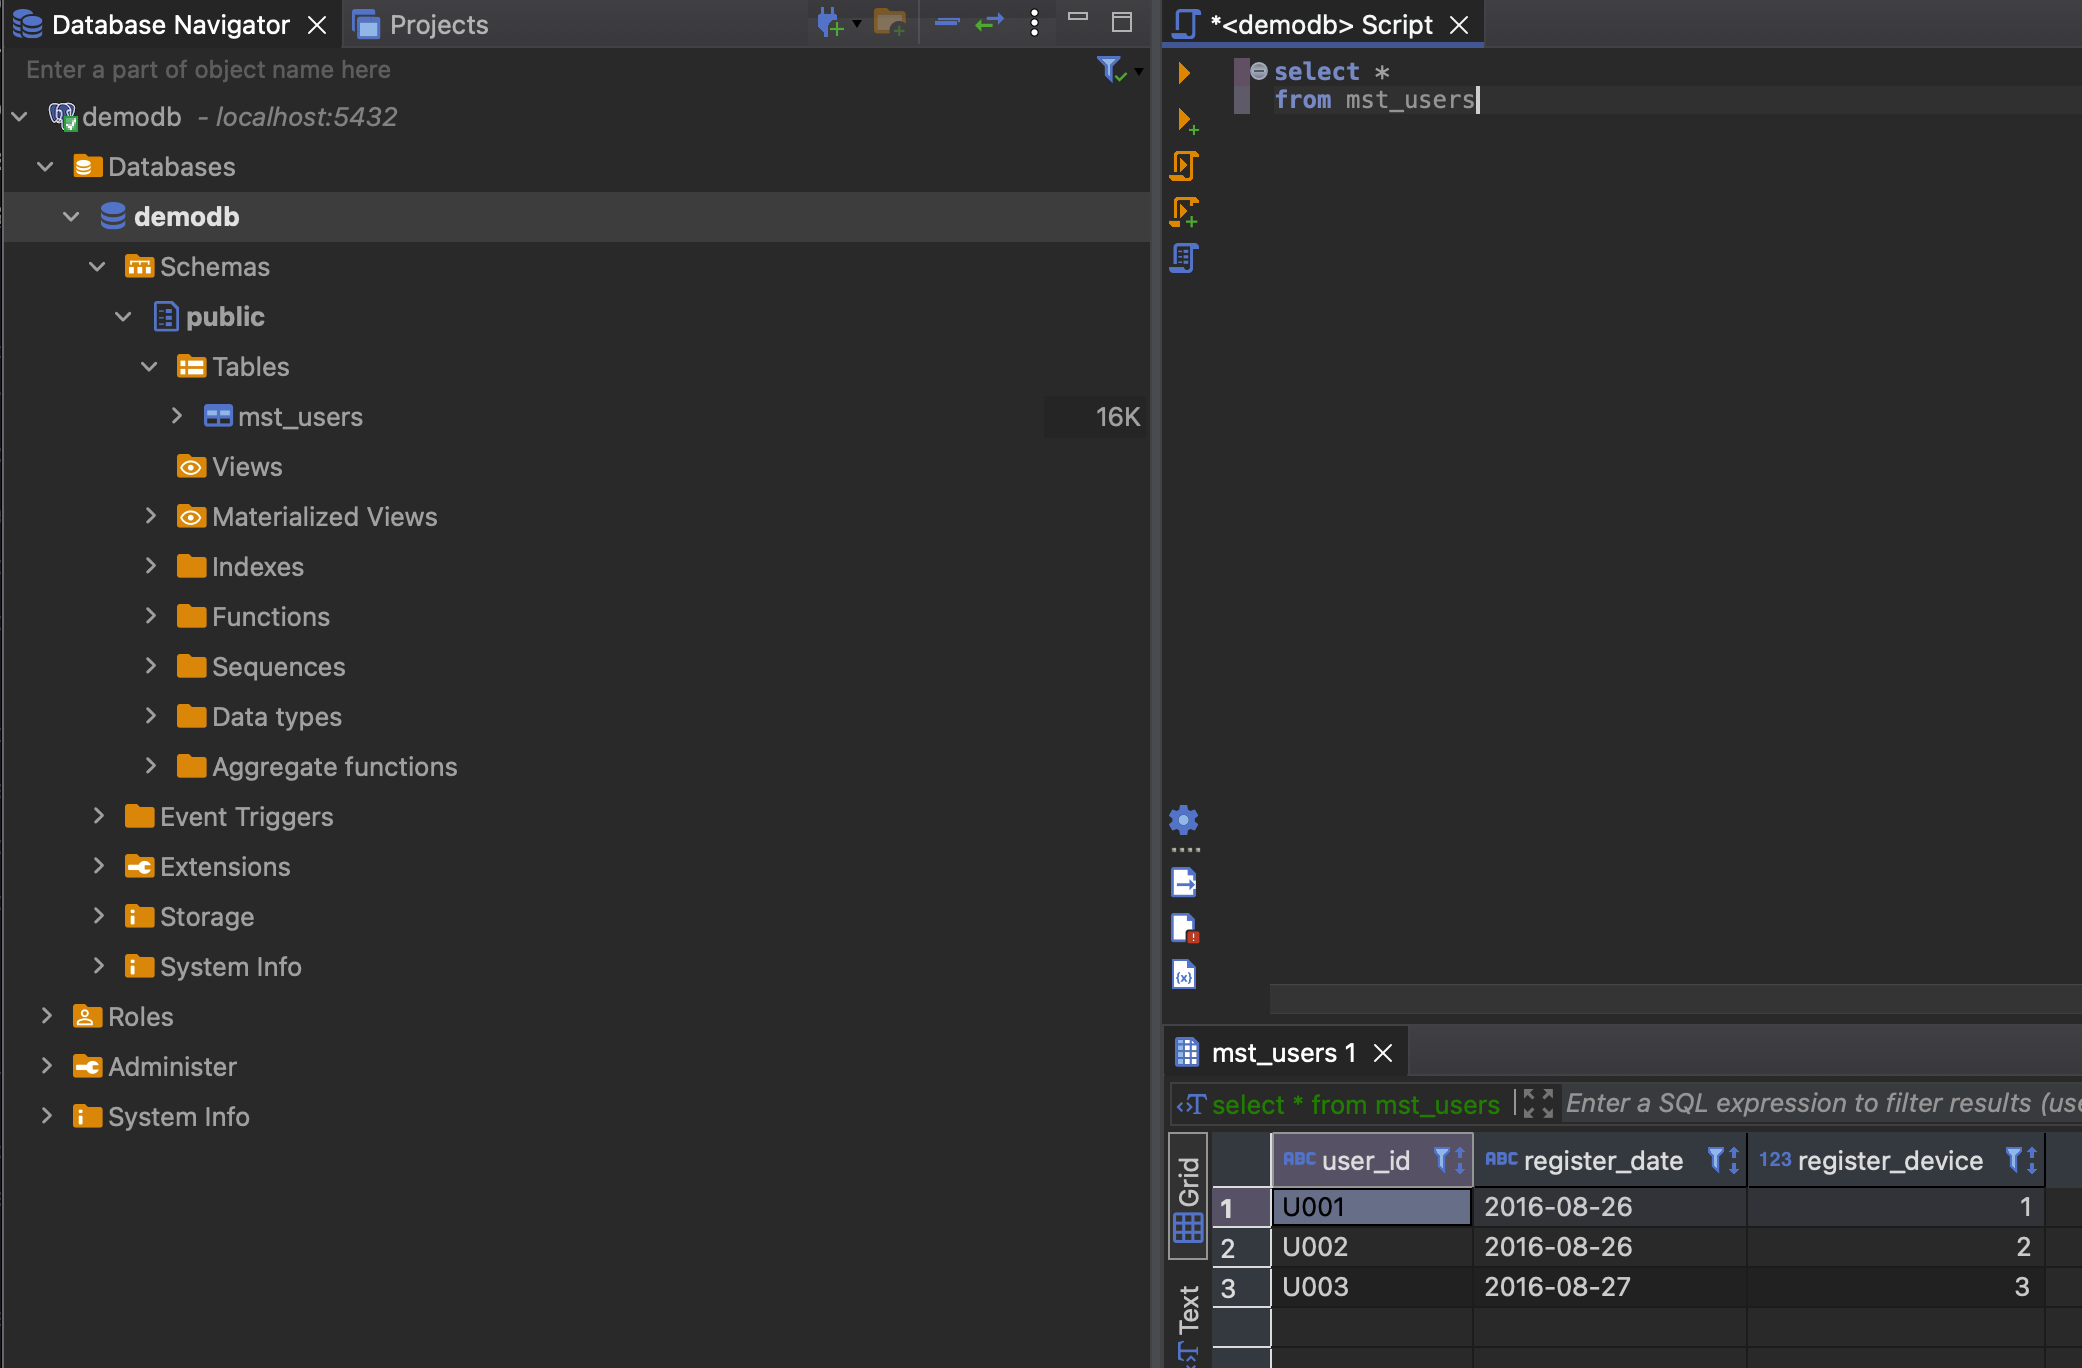 Database Navigator
Projects
Enter a part of object name here
demodb - localhost:5432
Databases
demodb
Schemas
public
Tables
mst_users 16K
Views
Materialized Views
Indexes
Functions
Sequences
Data types
Aggregate functions
Event Triggers
Extensions
Storage
System Info
Roles
Administer
System Info
*<demodb> Script
select *
from mst_users
mst_users 1
select * from mst_users
Enter a SQL expression to filter results (use
Grid
Text
ABC user_id ABC register_date 123 register_device
1 U001 2016-08-26 1
2 U002 2016-08-26 2
3 U003 2016-08-27 3